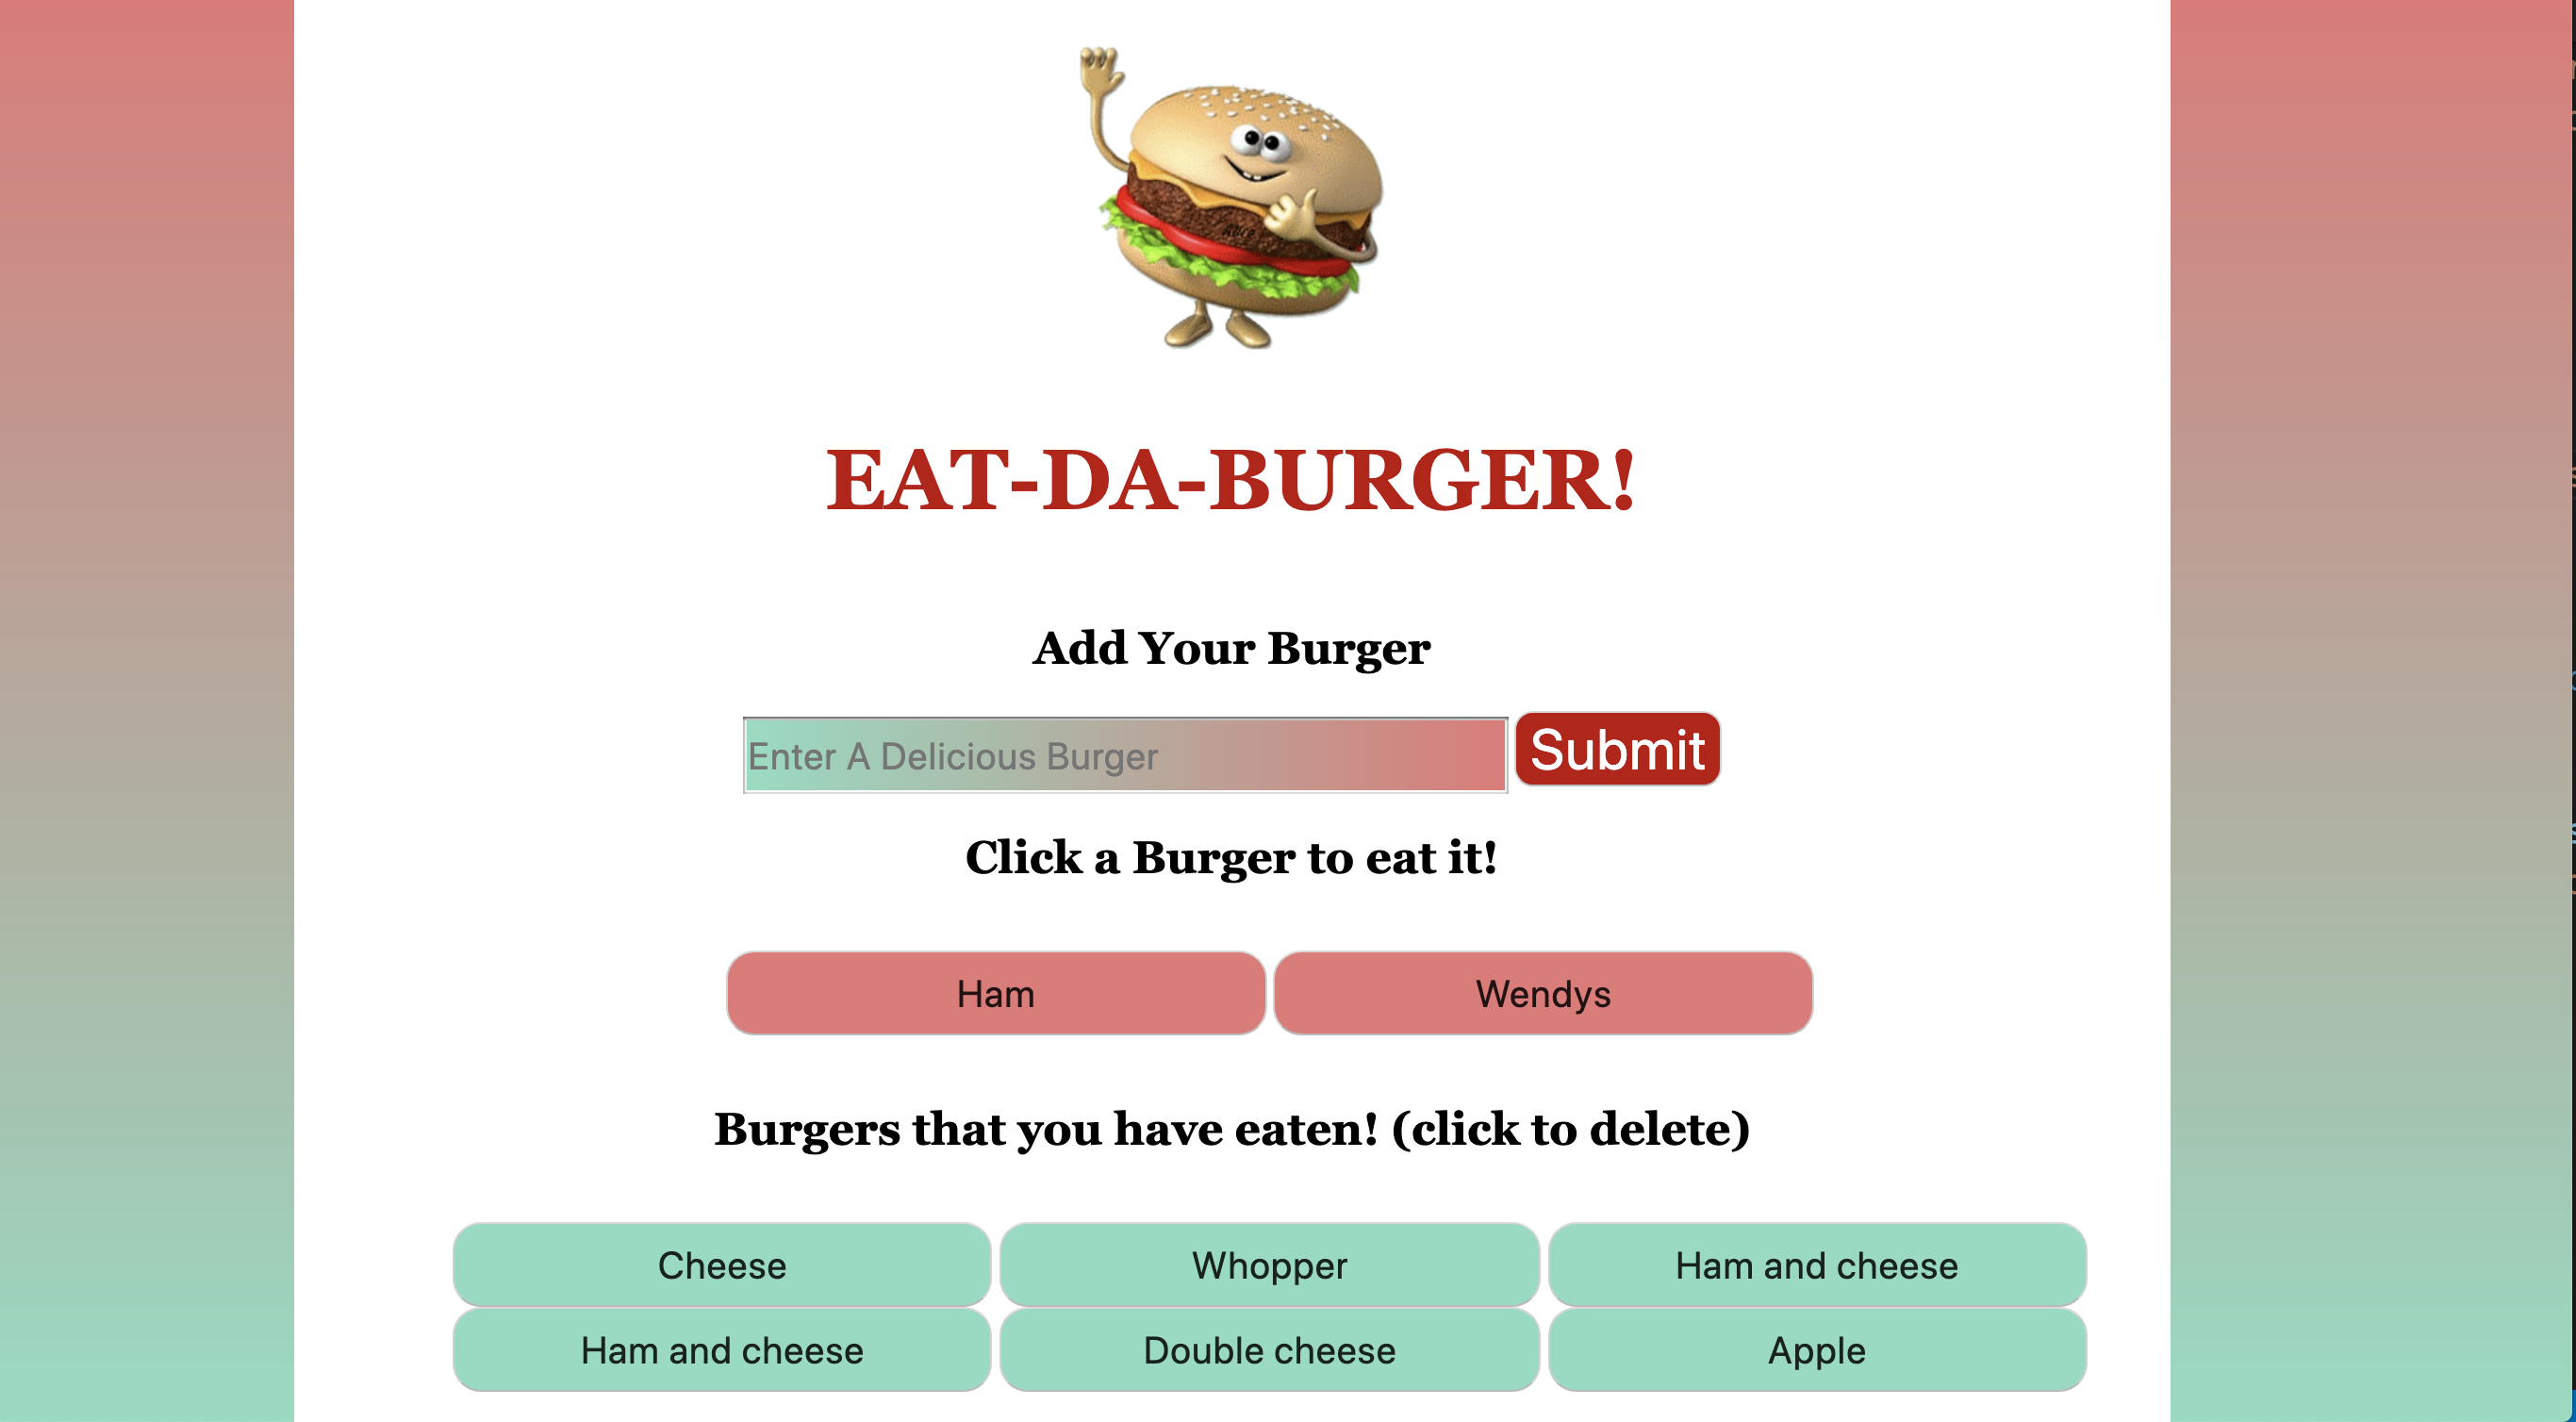 EAT-DA-BURGER!
Add Your Burger
Enter A Delicious Burger Submit
Click a Burger to eat it!
Ham Wendys
Burgers that you have eaten! (click to delete)
Cheese Whopper Ham and cheese
Ham and cheese Double cheese Apple